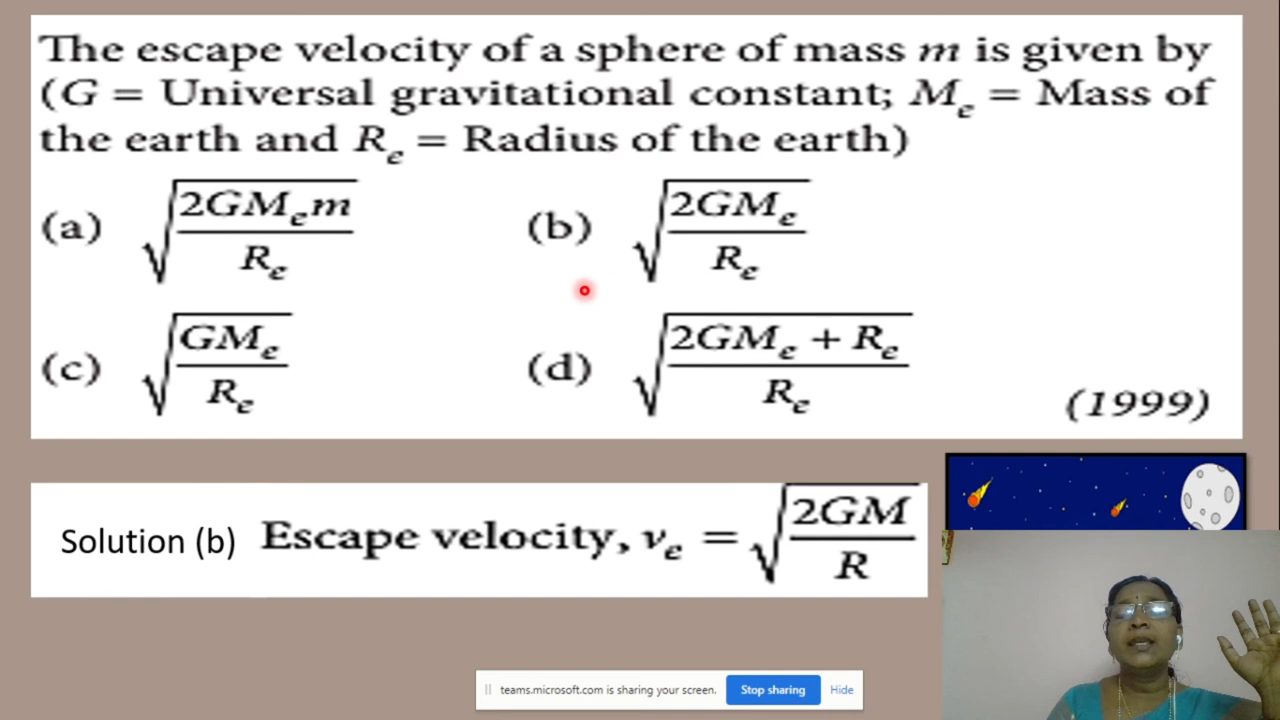 The escape velocity of a sphere of mass m is given by
(G = Universal gravitational constant; Mₑ = Mass of
the earth and Rₑ = Radius of the earth)
(a) √(2GMₑm / Rₑ) (b) √(2GMₑ / Rₑ)
(c) √(GMₑ / Rₑ) (d) √((2GMₑ + Rₑ) / Rₑ) (1999)
Solution (b) Escape velocity, vₑ = √(2GM / R)
teams.microsoft.com is sharing your screen. Stop sharing Hide